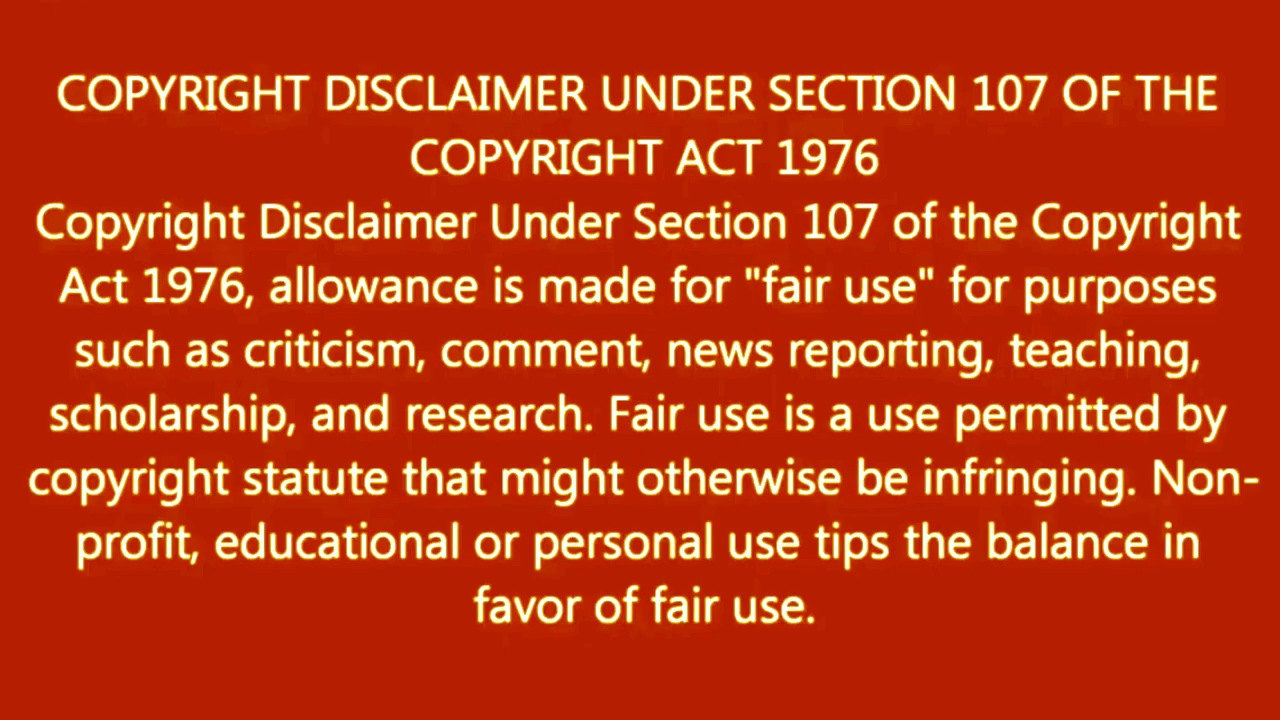 COPYRIGHT DISCLAIMER UNDER SECTION 107 OF THE
COPYRIGHT ACT 1976
Copyright Disclaimer Under Section 107 of the Copyright
Act 1976, allowance is made for "fair use" for purposes
such as criticism, comment, news reporting, teaching,
scholarship, and research. Fair use is a use permitted by
copyright statute that might otherwise be infringing. Non-
profit, educational or personal use tips the balance in
favor of fair use.